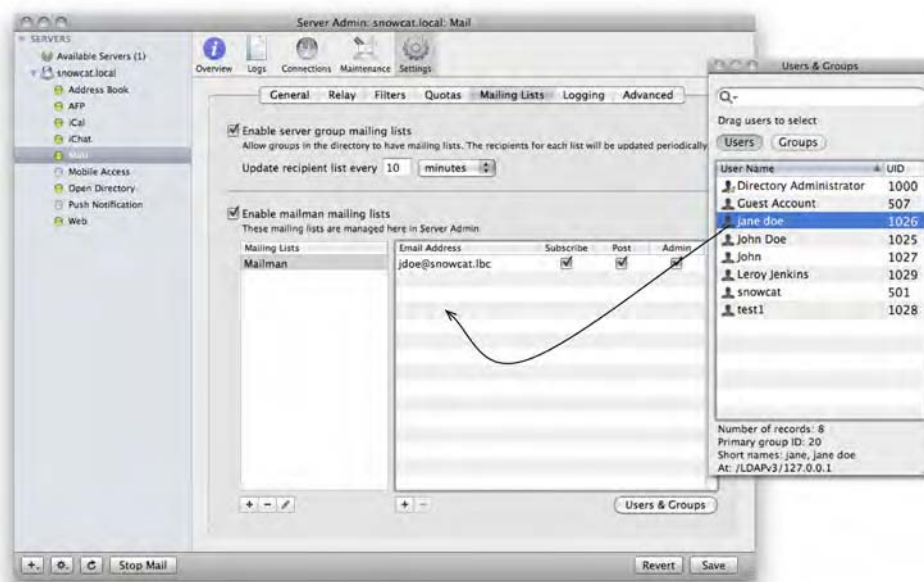 Server Admin: snowcat.local: Mail
SERVERS
Available Servers (1)
snowcat.local
Address Book
AFP
iCal
iChat
Mail
Mobile Access
Open Directory
Push Notification
Web
Overview
Logs
Connections
Maintenance
Settings
General
Relay
Filters
Quotas
Mailing Lists
Logging
Advanced
Enable server group mailing lists
Allow groups in the directory to have mailing lists. The recipients for each list will be updated periodically
Update recipient list every 10 minutes
Enable mailman mailing lists
These mailing lists are managed here in Server Admin
Mailing Lists
Mailman
Email Address Subscribe Post Admin
jdoe@snowcat.lbc
Users & Groups
Stop Mail
Revert
Save
Users & Groups
Drag users to select
Users
Groups
User Name UID
Directory Administrator 1000
Guest Account 507
jane doe 1026
John Doe 1025
John 1027
Leroy Jenkins 1029
snowcat 501
test1 1028
Number of records: 8
Primary group ID: 20
Short names: jane, jane doe
At: /LDAPv3/127.0.0.1